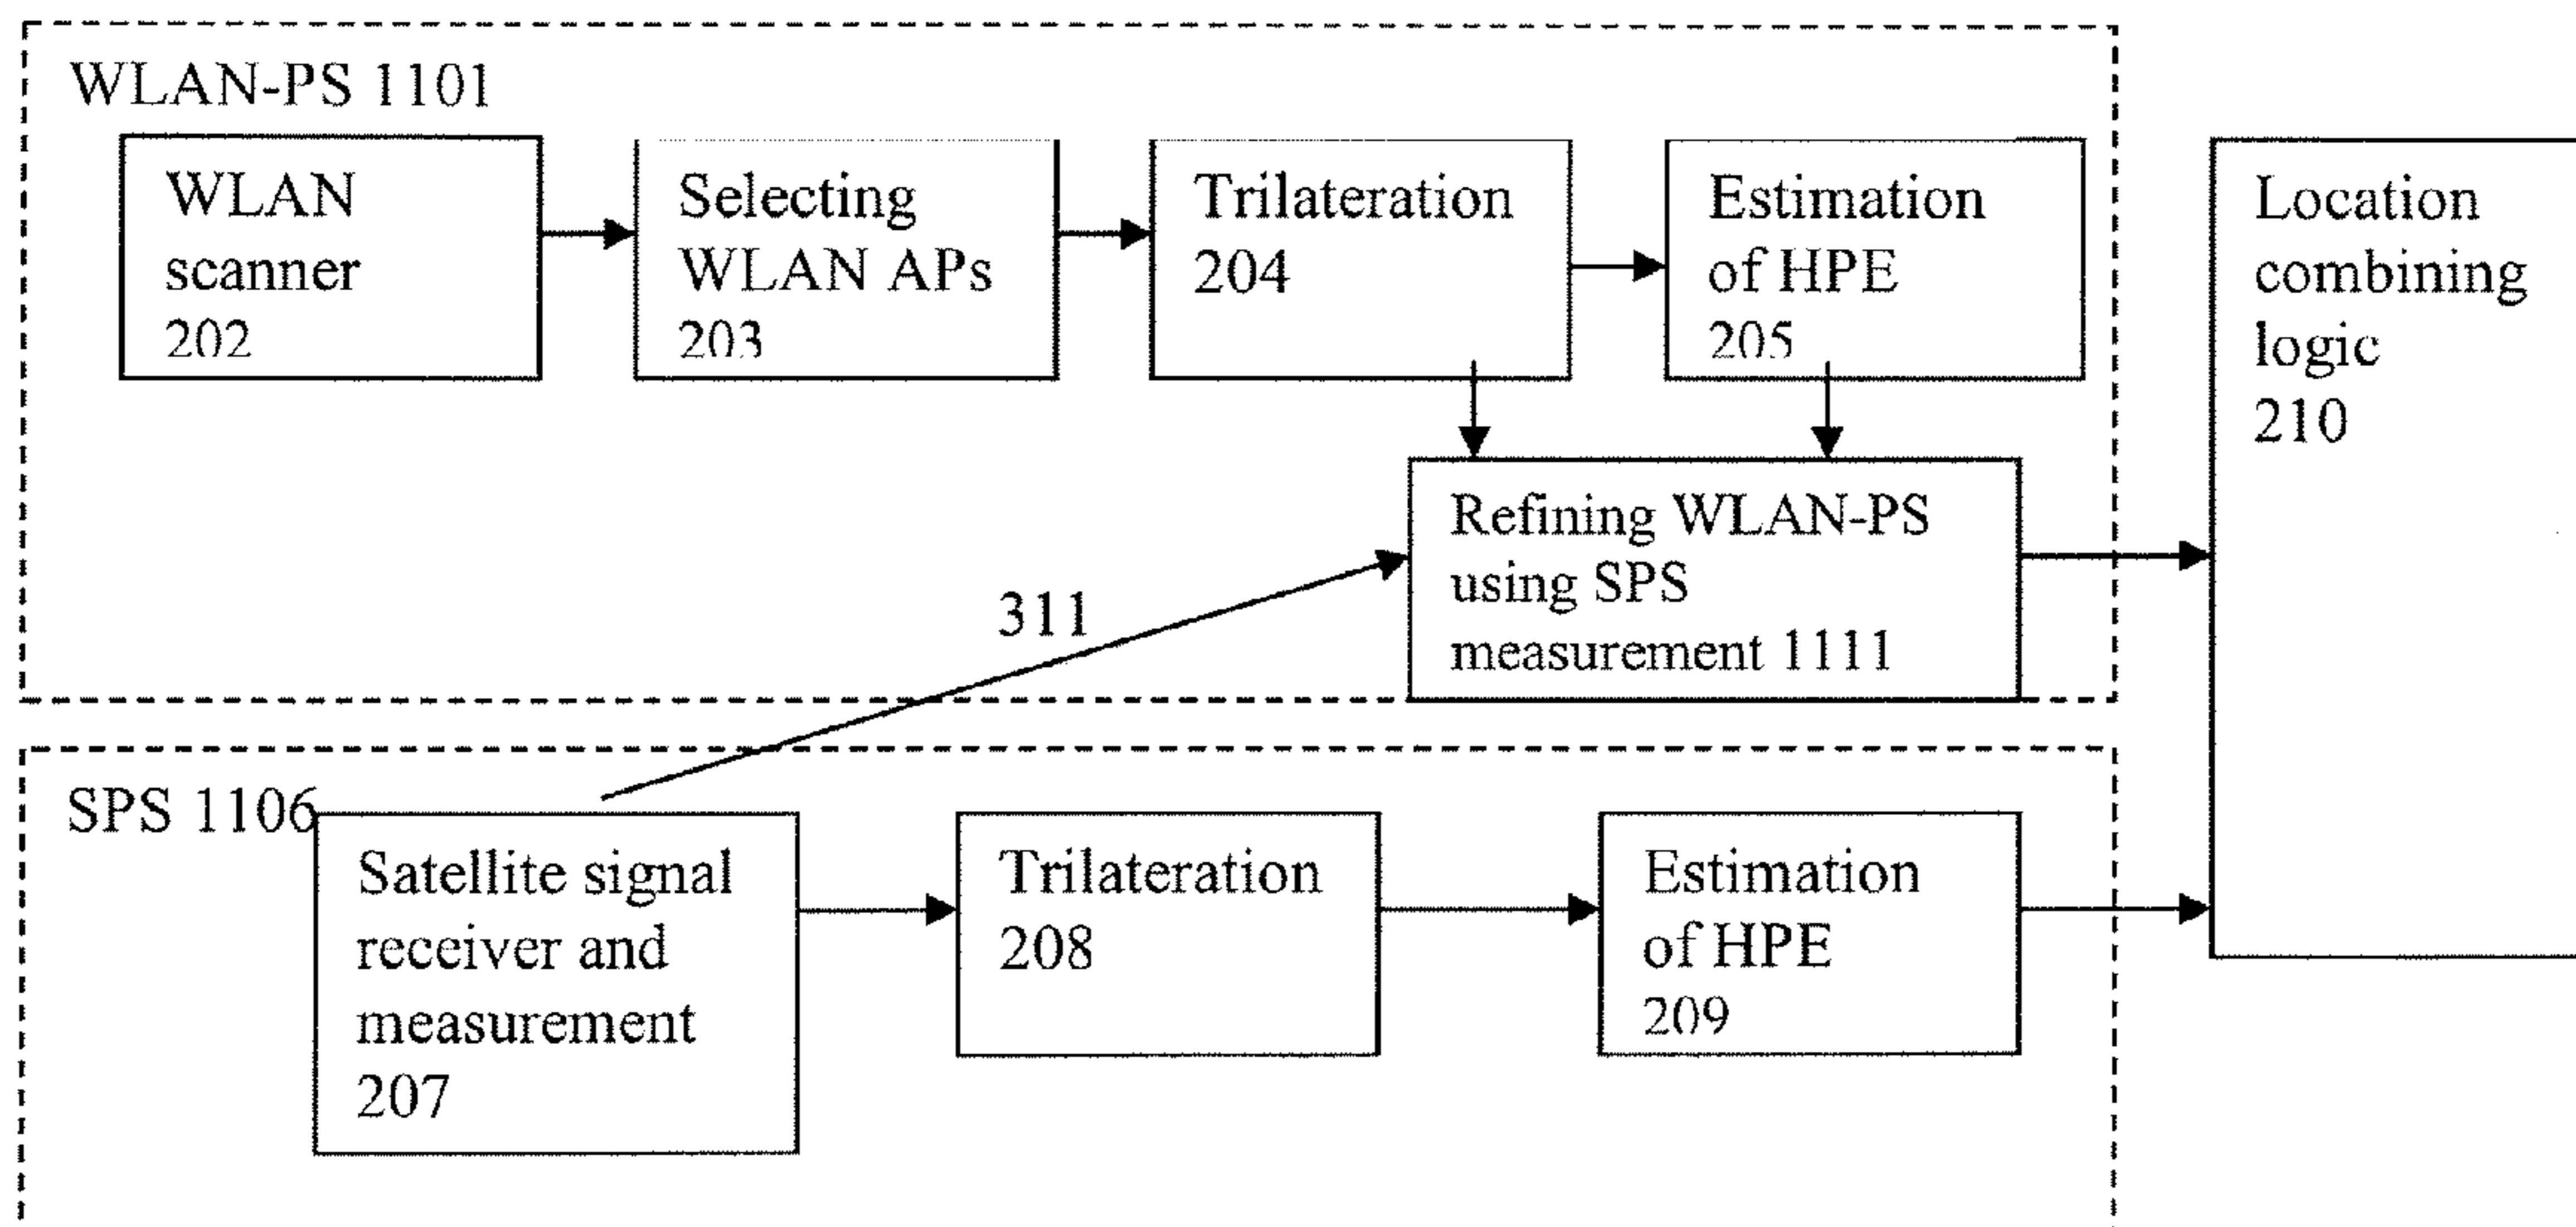 WLAN-PS 1101
WLAN
scanner
202
Selecting
WLAN APs
203
Trilateration
204
Estimation
of HPE
205
Location
combining
logic
210
Refining WLAN-PS
using SPS
measurement 1111
311
SPS 1106
Satellite signal
receiver and
measurement
207
Trilateration
208
Estimation
of HPE
209